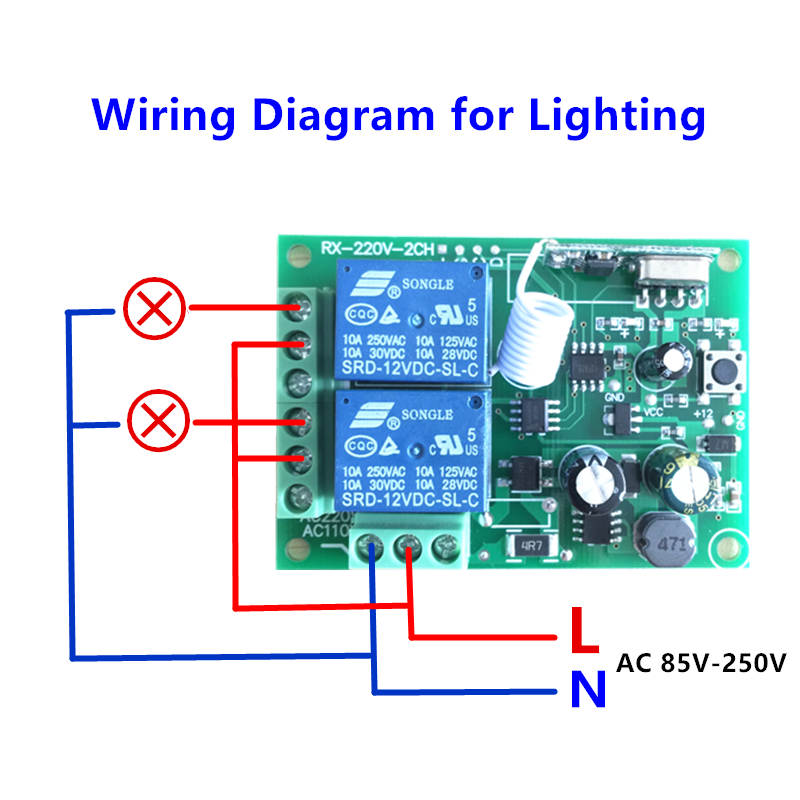 Wiring Diagram for Lighting
RX-220V-2CH
SONGLE
®
CQC
5
US
10A 250VAC 10A 125VAC
10A 30VDC 10A 28VDC
SRD-12VDC-SL-C
SONGLE
®
CQC
5
US
10A 250VAC 10A 125VAC
10A 30VDC 10A 28VDC
SRD-12VDC-SL-C
GND
VCC
+12
GND
AC220
AC110
4R7
471
L
N
AC 85V-250V